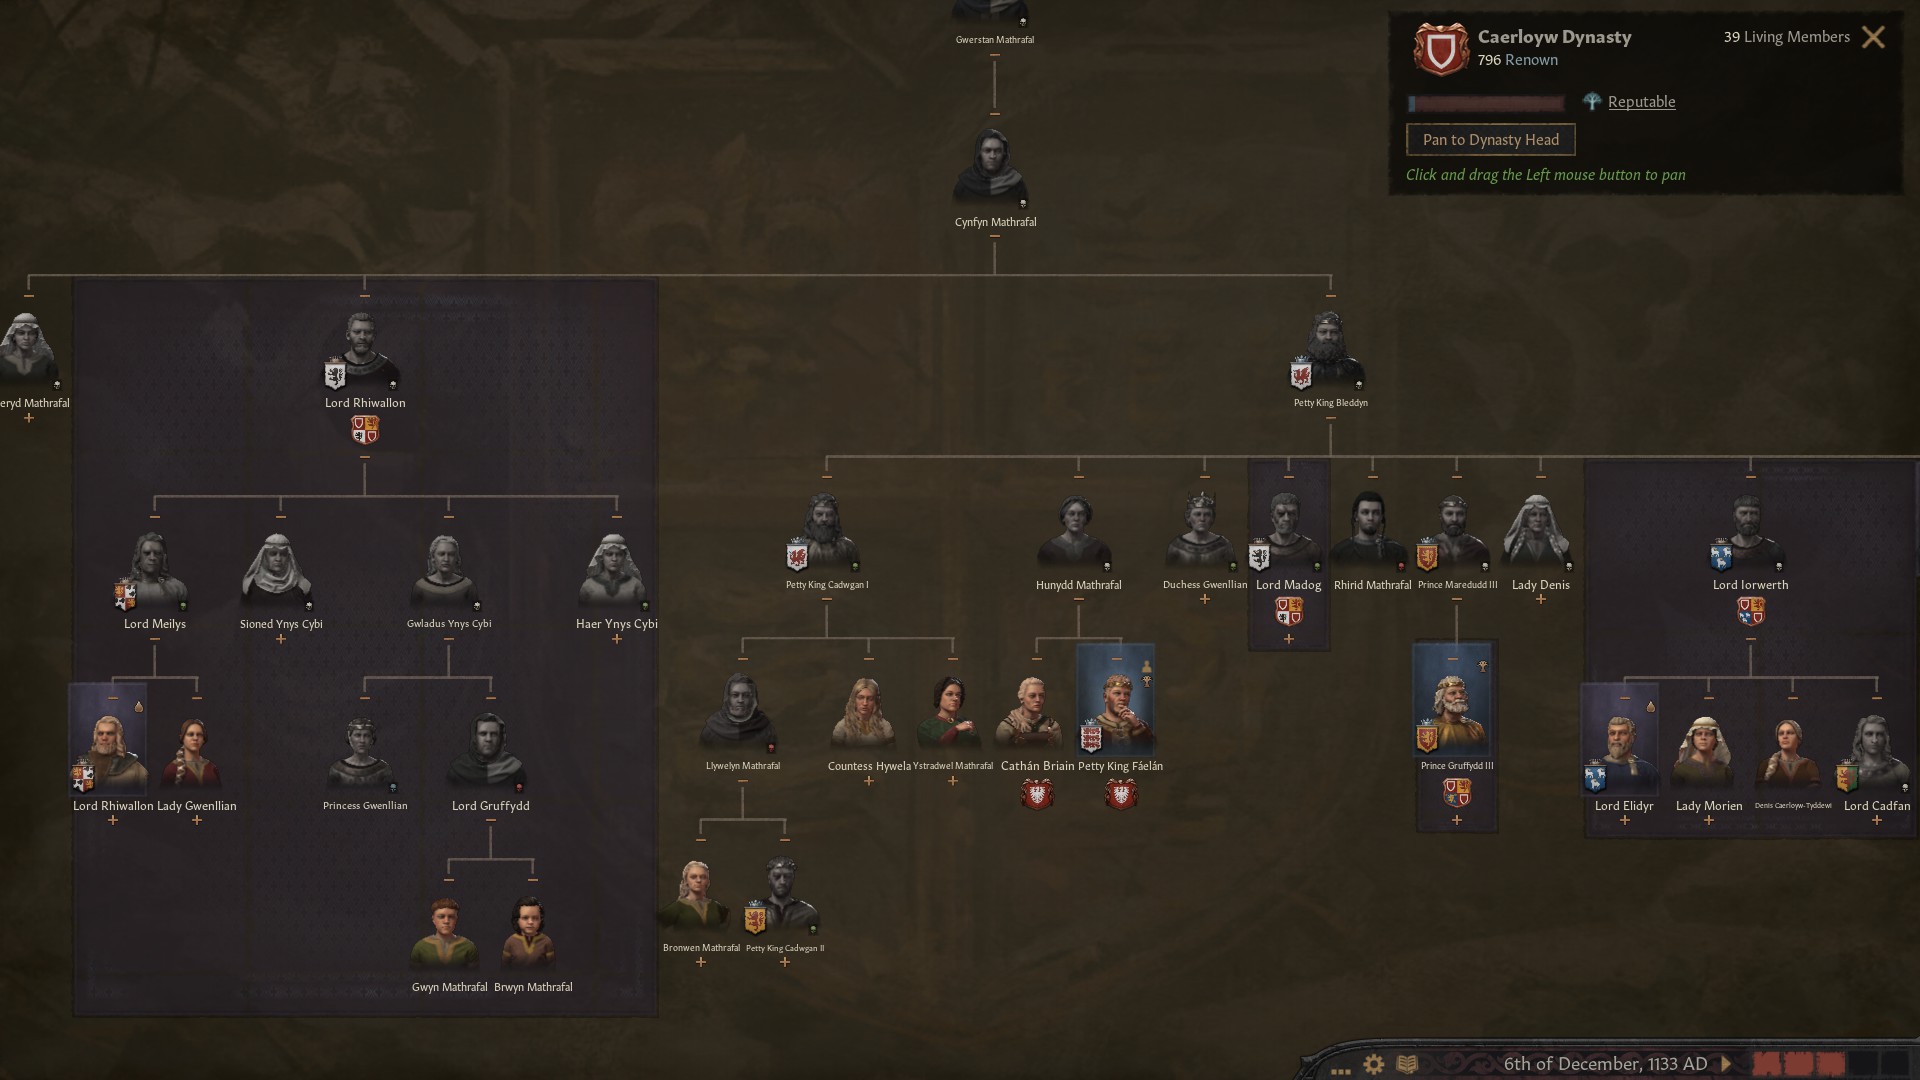 Gwerstan Mathrafal
Caerloyw Dynasty
39 Living Members
796 Renown
Reputable
Pan to Dynasty Head
Click and drag the Left mouse button to pan
Cynfyn Mathrafal
eryd Mathrafal
Lord Rhiwallon
Petty King Bleddyn
Petty King Cadwgan I
Hunydd Mathrafal
Duchess Gwenllian
Lord Madog
Rhirid Mathrafal
Prince Maredudd III
Lady Denis
Lord Iorwerth
Lord Meilys
Sioned Ynys Cybi
Gwladus Ynys Cybi
Haer Ynys Cybi
Llywelyn Mathrafal
Countess Hywela
Ystradwel Mathrafal
Cathán Briain
Petty King Fáelán
Prince Gruffydd III
Lord Rhiwallon
Lady Gwenllian
Princess Gwenllian
Lord Gruffydd
Lord Elidyr
Lady Morien
Denis Caerloyw-Tyddewi
Lord Cadfan
Bronwen Mathrafal
Petty King Cadwgan II
Gwyn Mathrafal
Brwyn Mathrafal
... 6th of December, 1133 AD